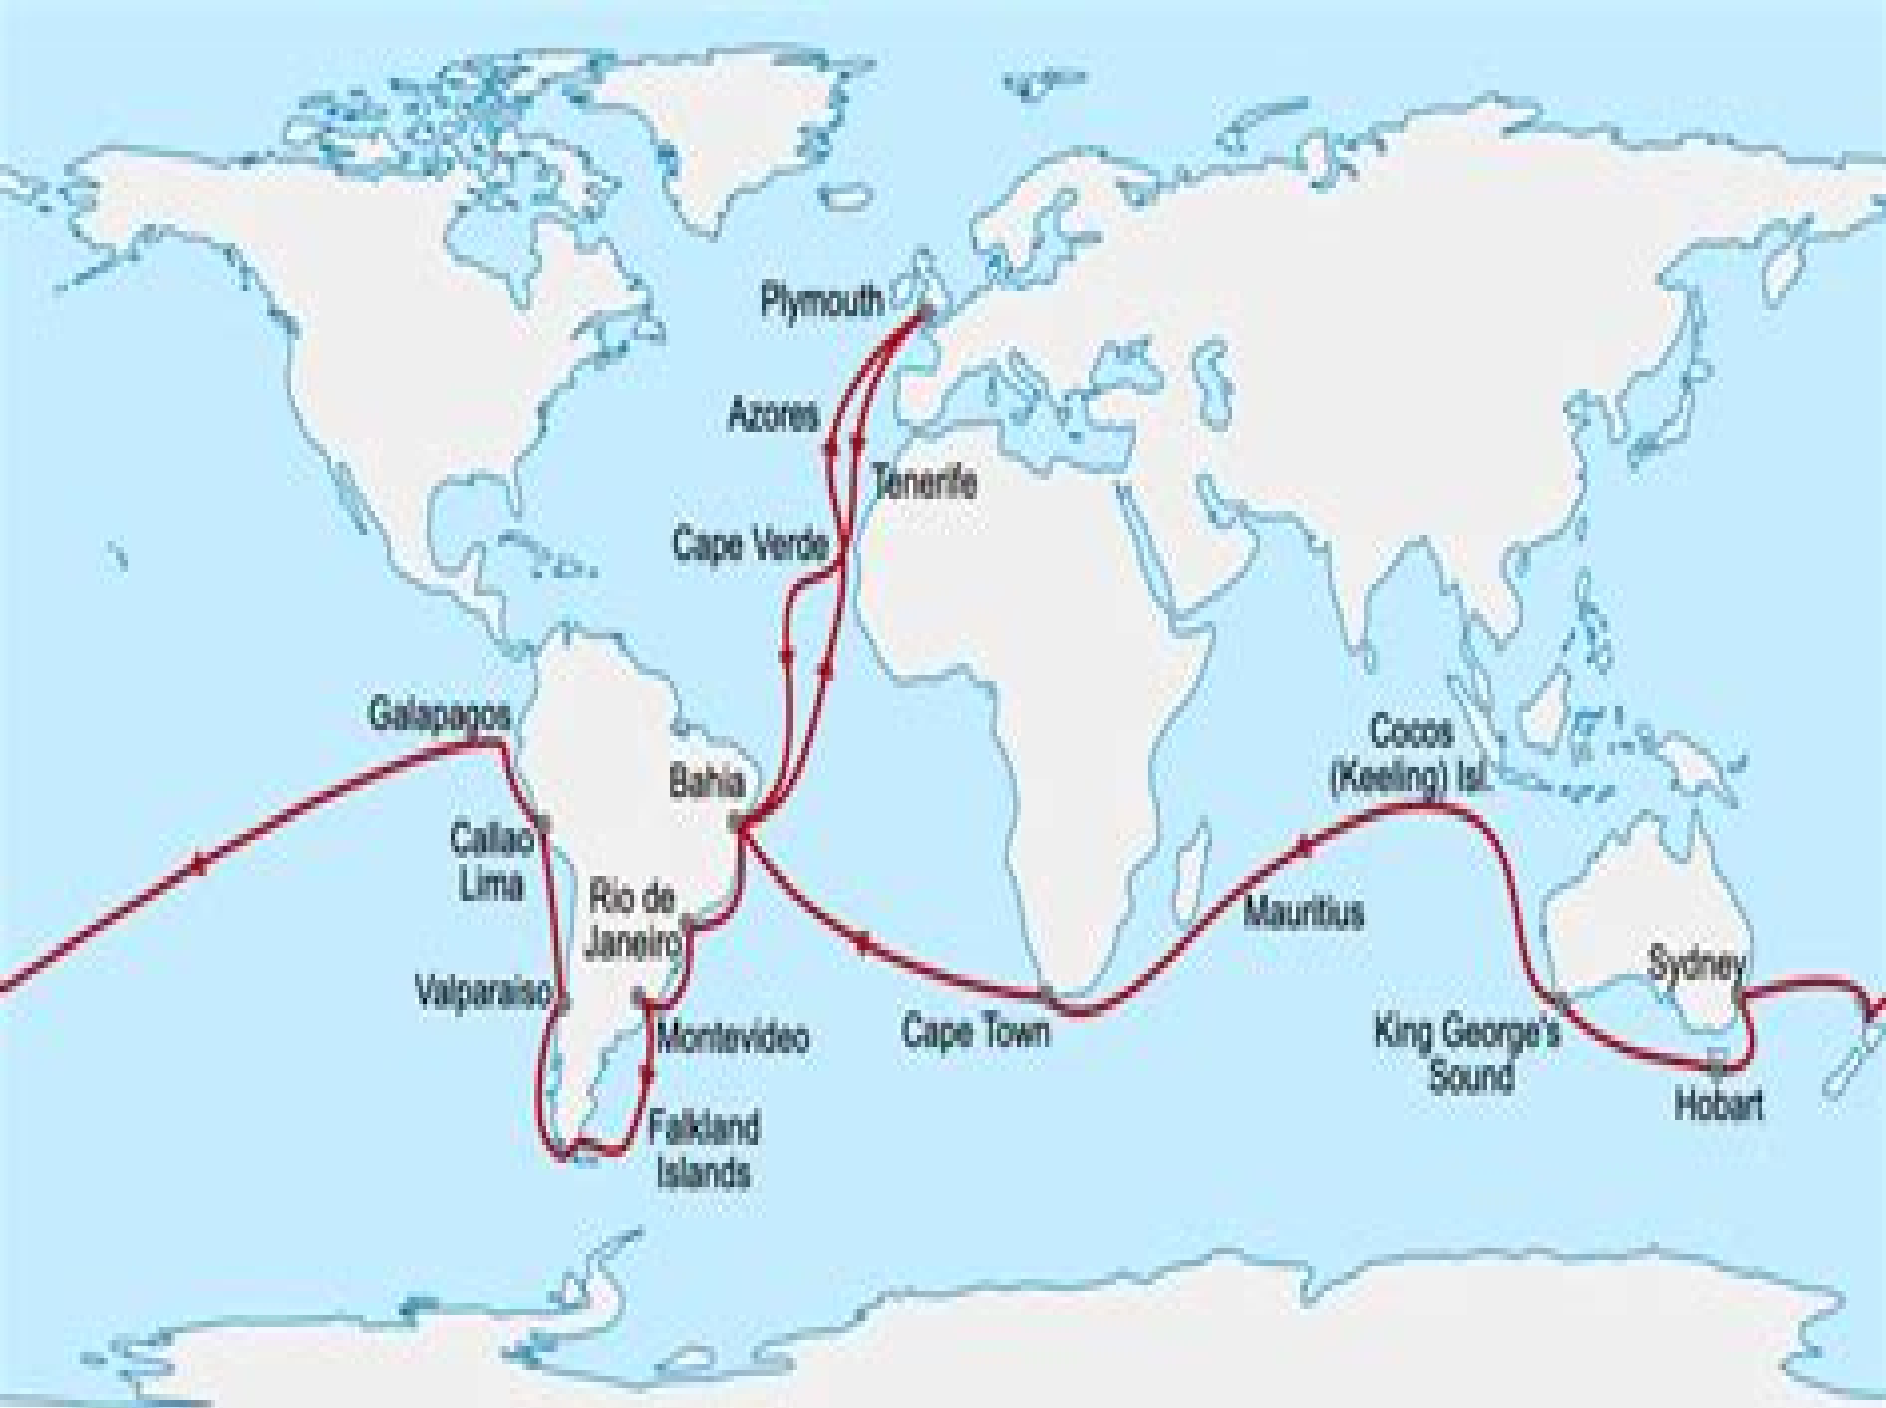 Plymouth
Azores
Tenerife
Cape Verde
Galapagos
Cocos
(Keeling) Isl.
Bahia
Callao
Lima
Rio de
Janeiro
Mauritius
Sydney
Valparaiso
Montevideo
Cape Town
King George's
Sound
Hobart
Falkland
Islands